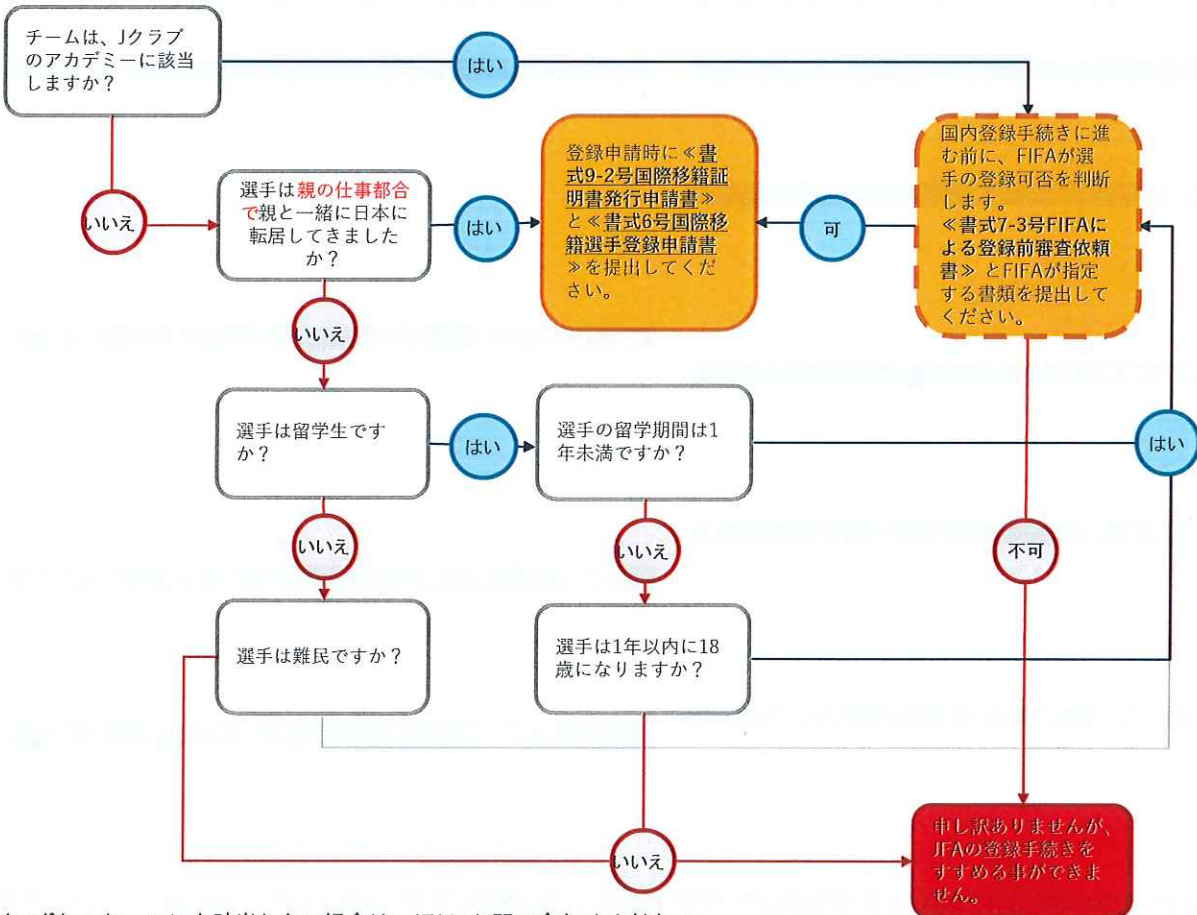 チームは、Jクラブ
のアカデミーに該当
しますか？
はい
いいえ
選手は親の仕事都合
で親と一緒に日本に
転居してきました
か？
はい
登録申請時に≪書
式9-2号国際移籍証
明書発行申請書≫
と≪書式6号国際移
籍選手登録申請書
≫を提出してくだ
さい。
可
国内登録手続きに進
む前に、FIFAが選
手の登録可否を判断
します。
≪書式7-3号FIFAに
よる登録前審査依頼
書≫とFIFAが指定
する書類を提出して
ください。
いいえ
選手は留学生です
か？
はい
選手の留学期間は1
年未満ですか？
はい
いいえ
いいえ
不可
選手は難民ですか？
選手は1年以内に18
歳になりますか？
いいえ
申し訳ありませんが、
JFAの登録手続きを
すすめる事ができま
せん。